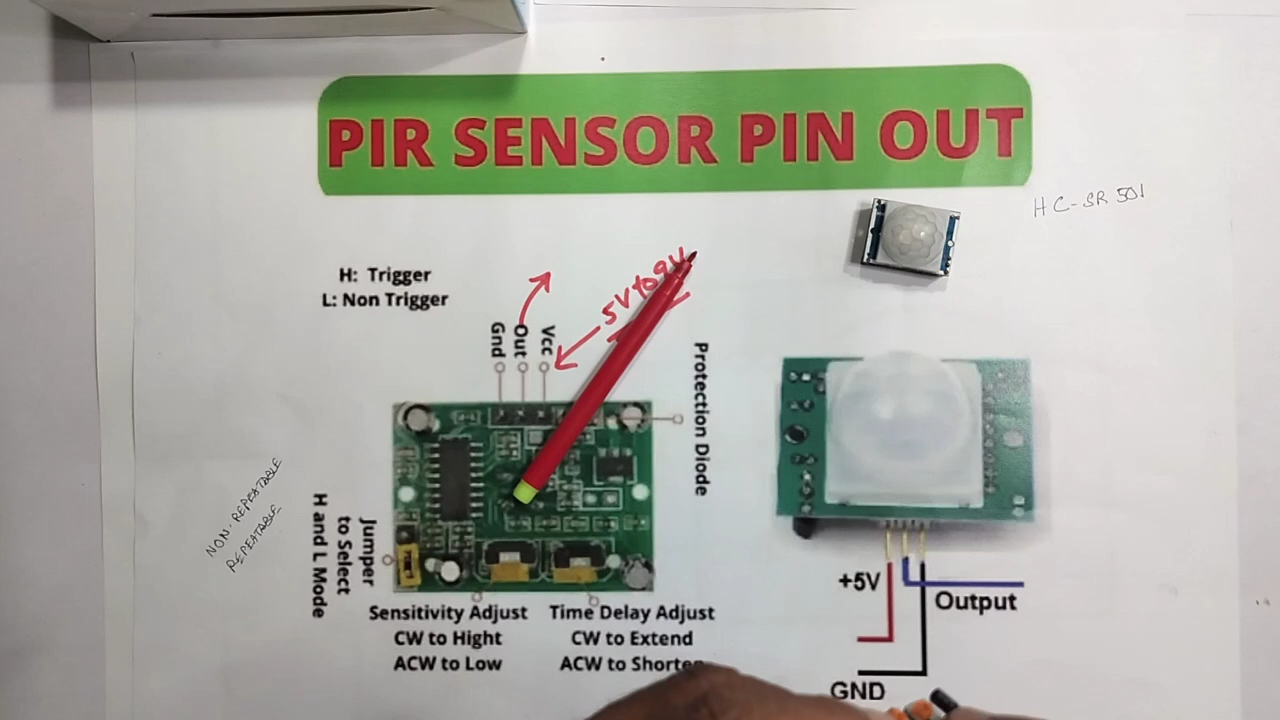 PIR SENSOR PIN OUT
HC-SR 501
H: Trigger
L: Non Trigger
5V to 9V
Gnd
Out
Vcc
Protection Diode
NON-REPEATABLE
REPEATABLE
Jumper
to Select
H and L Mode
Sensitivity Adjust
CW to Hight
ACW to Low
Time Delay Adjust
CW to Extend
ACW to Shorten
+5V
Output
GND